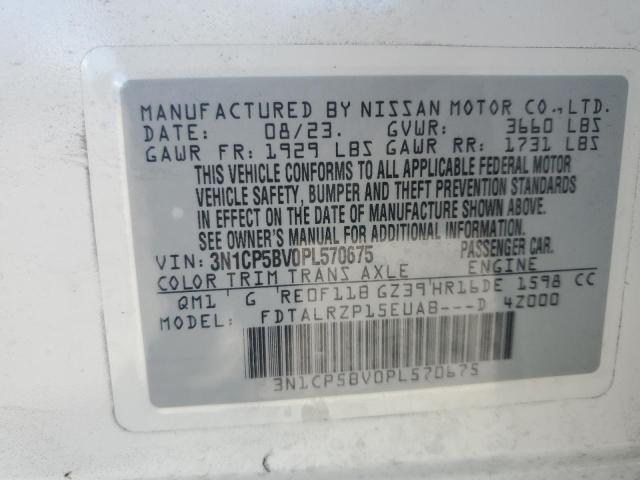 MANUFACTURED BY NISSAN MOTOR CO., LTD.
DATE: 08/23. GVWR: 3660 LBS
GAWR FR: 1929 LBS GAWR RR: 1731 LBS
THIS VEHICLE CONFORMS TO ALL APPLICABLE FEDERAL MOTOR
VEHICLE SAFETY, BUMPER AND THEFT PREVENTION STANDARDS
IN EFFECT ON THE DATE OF MANUFACTURE SHOWN ABOVE.
SEE OWNER'S MANUAL FOR ADDITIONAL INFORMATION.
VIN: 3N1CP5BV0PL570675 PASSENGER CAR.
COLOR TRIM TRANS AXLE ENGINE
QM1 G RE0F11B GZ39 HR16DE 1598 CC
MODEL: FDTALRZP15EUAB---D 4Z000
3N1CP5BV0PL570675